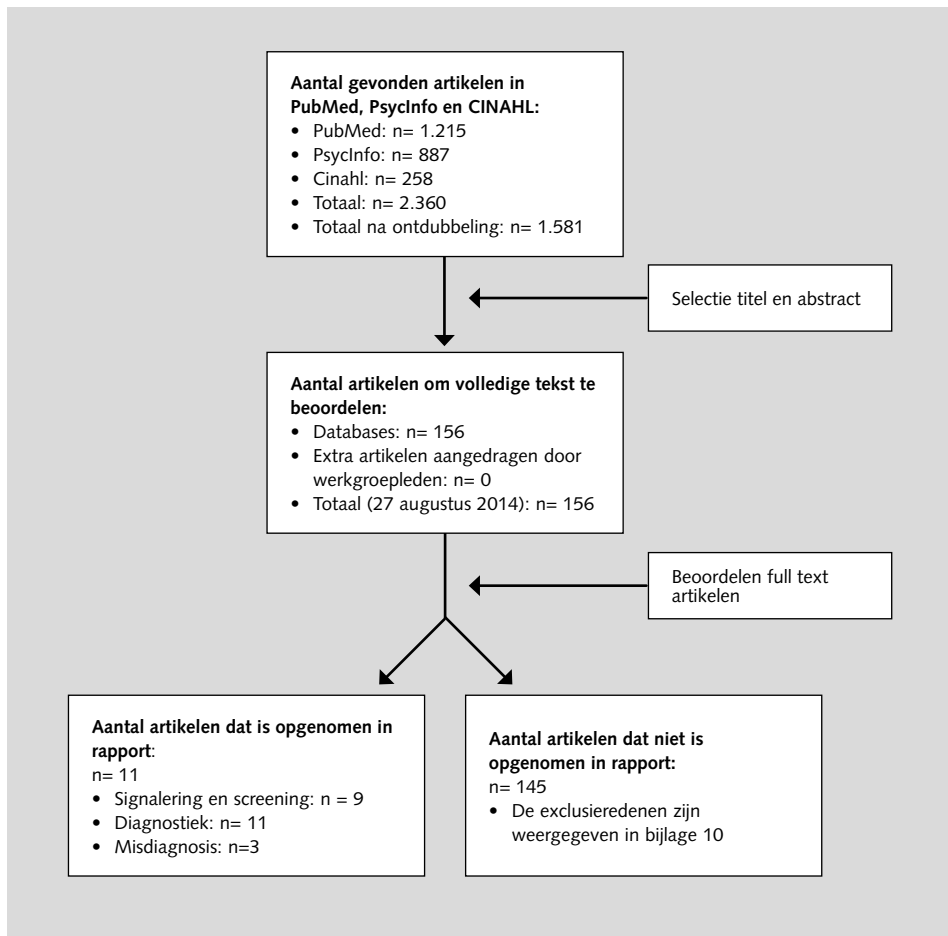 Aantal gevonden artikelen in
PubMed, PsycInfo en CINAHL:
• PubMed: n= 1.215
• PsycInfo: n= 887
• Cinahl: n= 258
• Totaal: n= 2.360
• Totaal na ontdubbeling: n= 1.581
Selectie titel en abstract
Aantal artikelen om volledige tekst te
beoordelen:
• Databases: n= 156
• Extra artikelen aangedragen door
werkgroepleden: n= 0
• Totaal (27 augustus 2014): n= 156
Beoordelen full text
artikelen
Aantal artikelen dat is opgenomen in
rapport:
n= 11
• Signalering en screening: n = 9
• Diagnostiek: n= 11
• Misdiagnosis: n=3
Aantal artikelen dat niet is
opgenomen in rapport:
n= 145
• De exclusieredenen zijn
weergegeven in bijlage 10